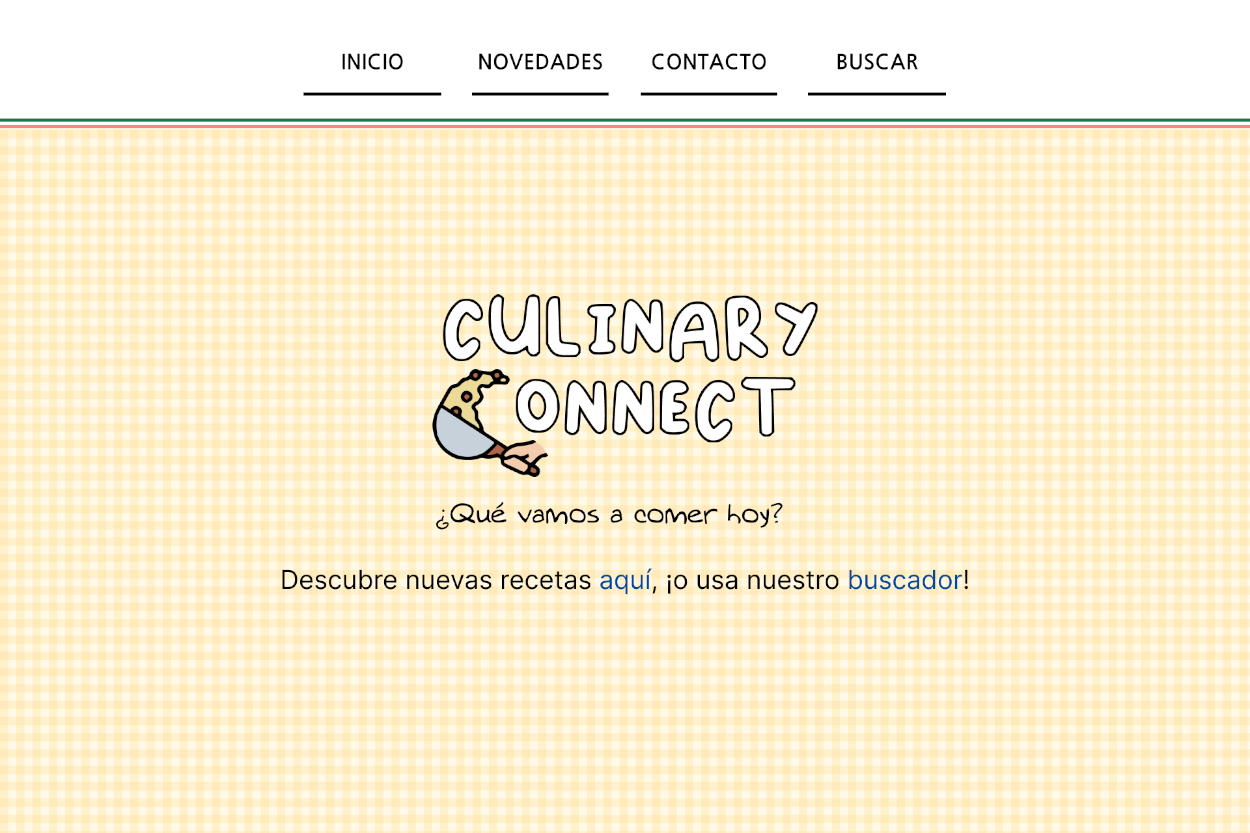 INICIO NOVEDADES CONTACTO BUSCAR
CULINARY
CONNECT
¿Qué vamos a comer hoy?
Descubre nuevas recetas aquí, ¡o usa nuestro buscador!